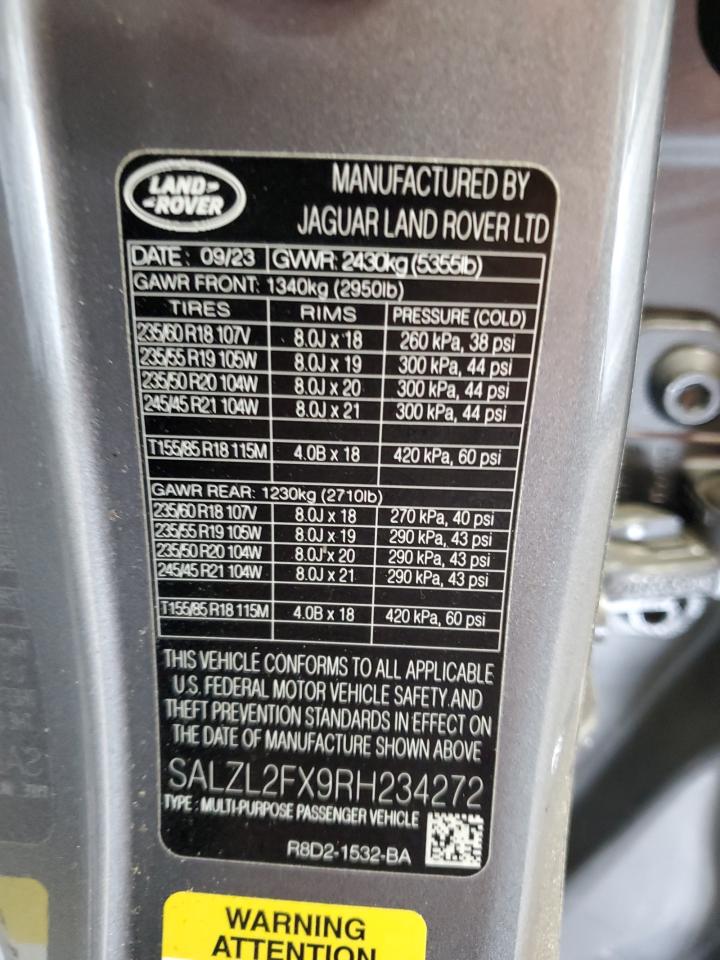 LAND-
ROVER
MANUFACTURED BY
JAGUAR LAND ROVER LTD
DATE: 09/23 GVWR: 2430kg (5355lb)
GAWR FRONT: 1340kg (2950lb)
TIRES RIMS PRESSURE (COLD)
235/60 R18 107V 8.0J x 18 260 kPa, 38 psi
235/55 R19 105W 8.0J x 19 300 kPa, 44 psi
235/50 R20 104W 8.0J x 20 300 kPa, 44 psi
245/45 R21 104W 8.0J x 21 300 kPa, 44 psi
T155/85 R18 115M 4.0B x 18 420 kPa, 60 psi
GAWR REAR: 1230kg (2710lb)
235/60 R18 107V 8.0J x 18 270 kPa, 40 psi
235/55 R19 105W 8.0J x 19 290 kPa, 43 psi
235/50 R20 104W 8.0J x 20 290 kPa, 43 psi
245/45 R21 104W 8.0J x 21 290 kPa, 43 psi
T155/85 R18 115M 4.0B x 18 420 kPa, 60 psi
THIS VEHICLE CONFORMS TO ALL APPLICABLE
U.S. FEDERAL MOTOR VEHICLE SAFETY AND
THEFT PREVENTION STANDARDS IN EFFECT ON
THE DATE OF MANUFACTURE SHOWN ABOVE
SALZL2FX9RH234272
TYPE: MULTI-PURPOSE PASSENGER VEHICLE
R8D2-1532-BA
WARNING
ATTENTION